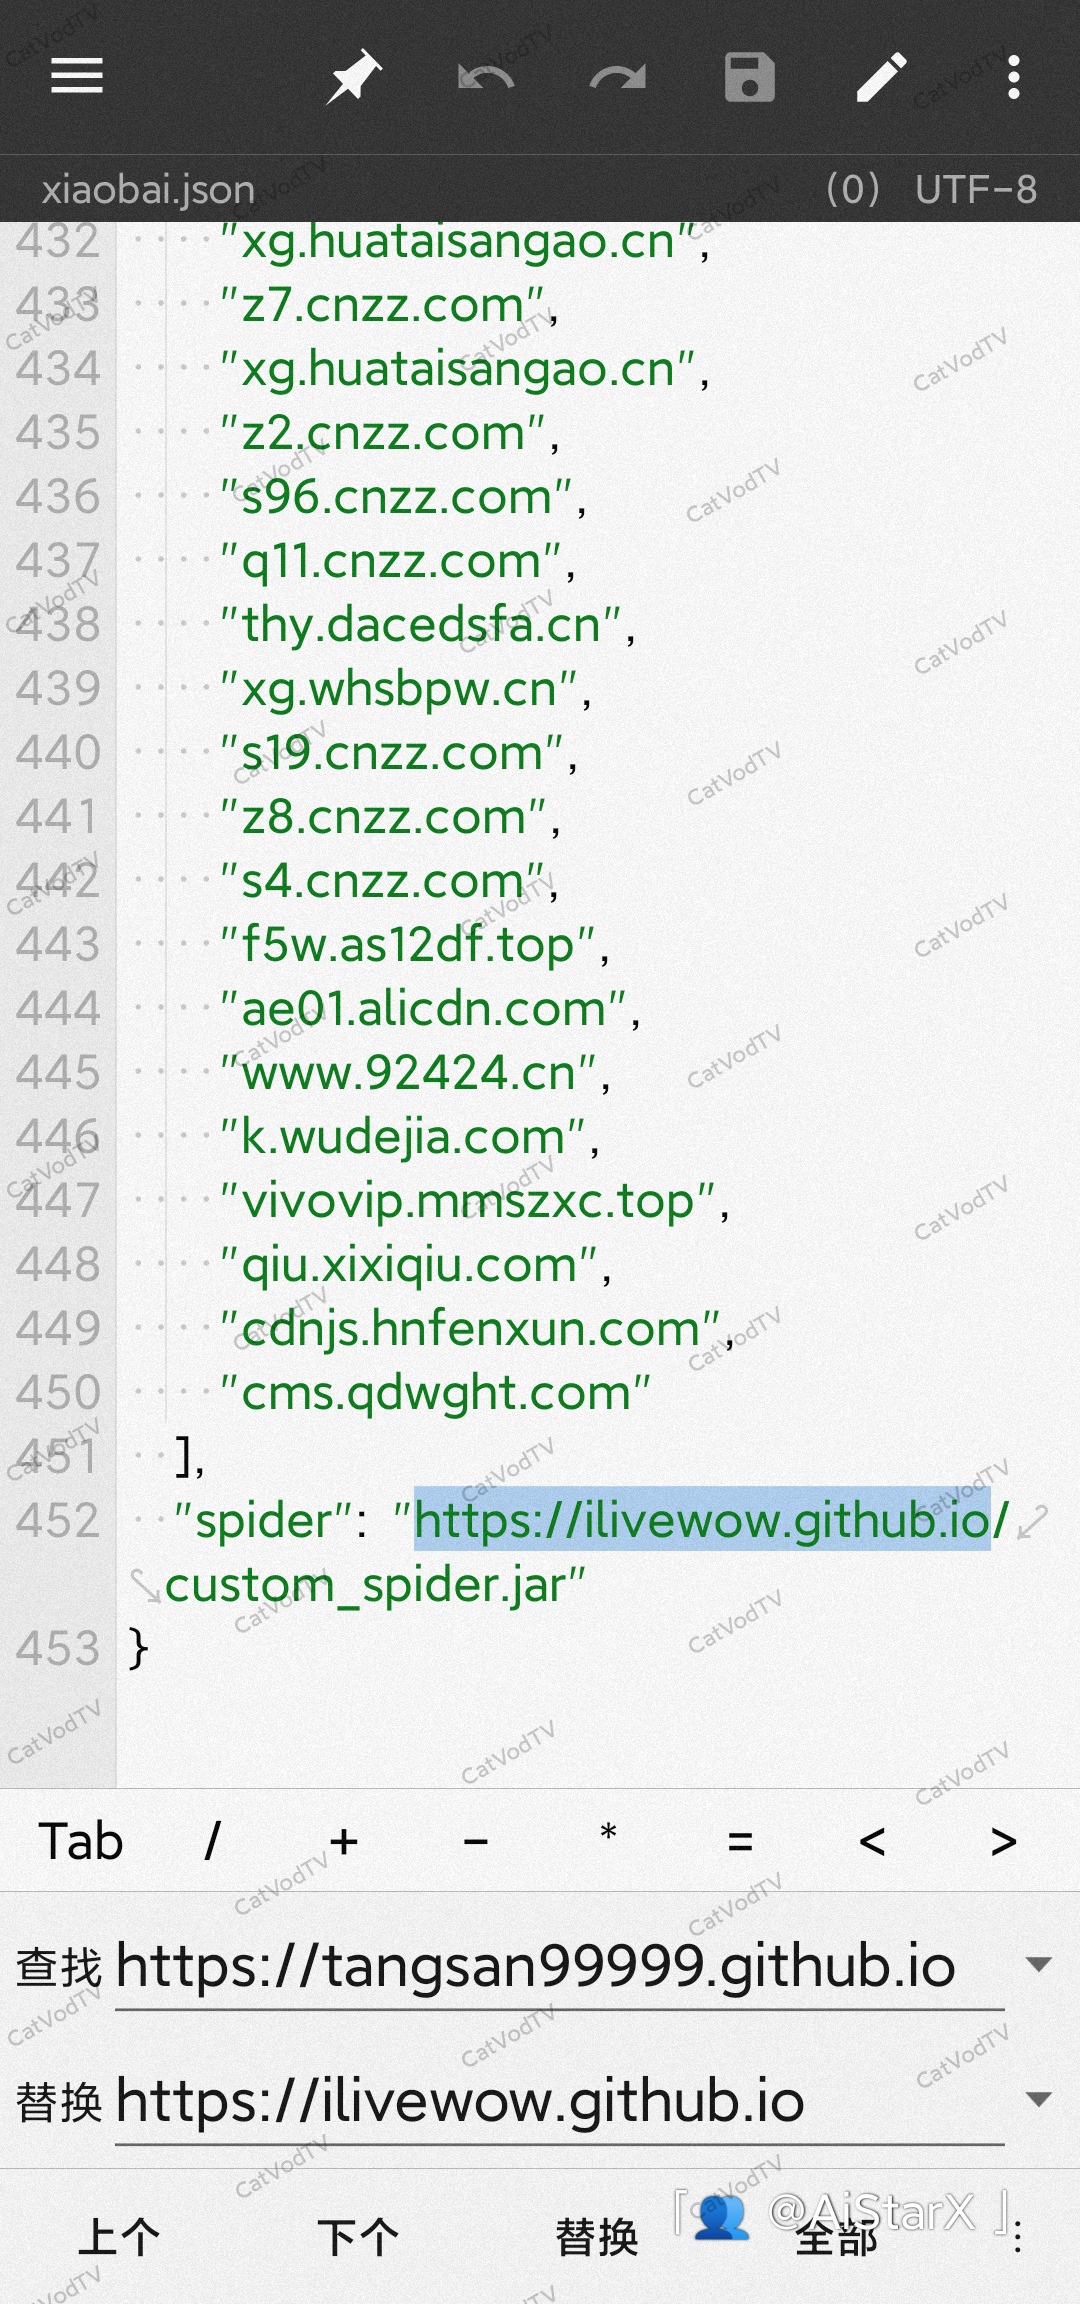 xiaobai.json (0) UTF-8
432 "xg.huataisangao.cn",
433 "z7.cnzz.com",
434 "xg.huataisangao.cn",
435 "z2.cnzz.com",
436 "s96.cnzz.com",
437 "q11.cnzz.com",
438 "thy.dacedsfa.cn",
439 "xg.whsbpw.cn",
440 "s19.cnzz.com",
441 "z8.cnzz.com",
442 "s4.cnzz.com",
443 "f5w.as12df.top",
444 "ae01.alicdn.com",
445 "www.92424.cn",
446 "k.wudejia.com",
447 "vivovip.mmszxc.top",
448 "qiu.xixiqiu.com",
449 "cdnjs.hnfenxun.com",
450 "cms.qdwght.com"
451 ],
452 "spider": "https://ilivewow.github.io/
custom_spider.jar"
453 }
Tab / + - * = < >
查找 https://tangsan99999.github.io
替换 https://ilivewow.github.io
上个 下个 替换 全部
「@AiStarX」
CatVodTV